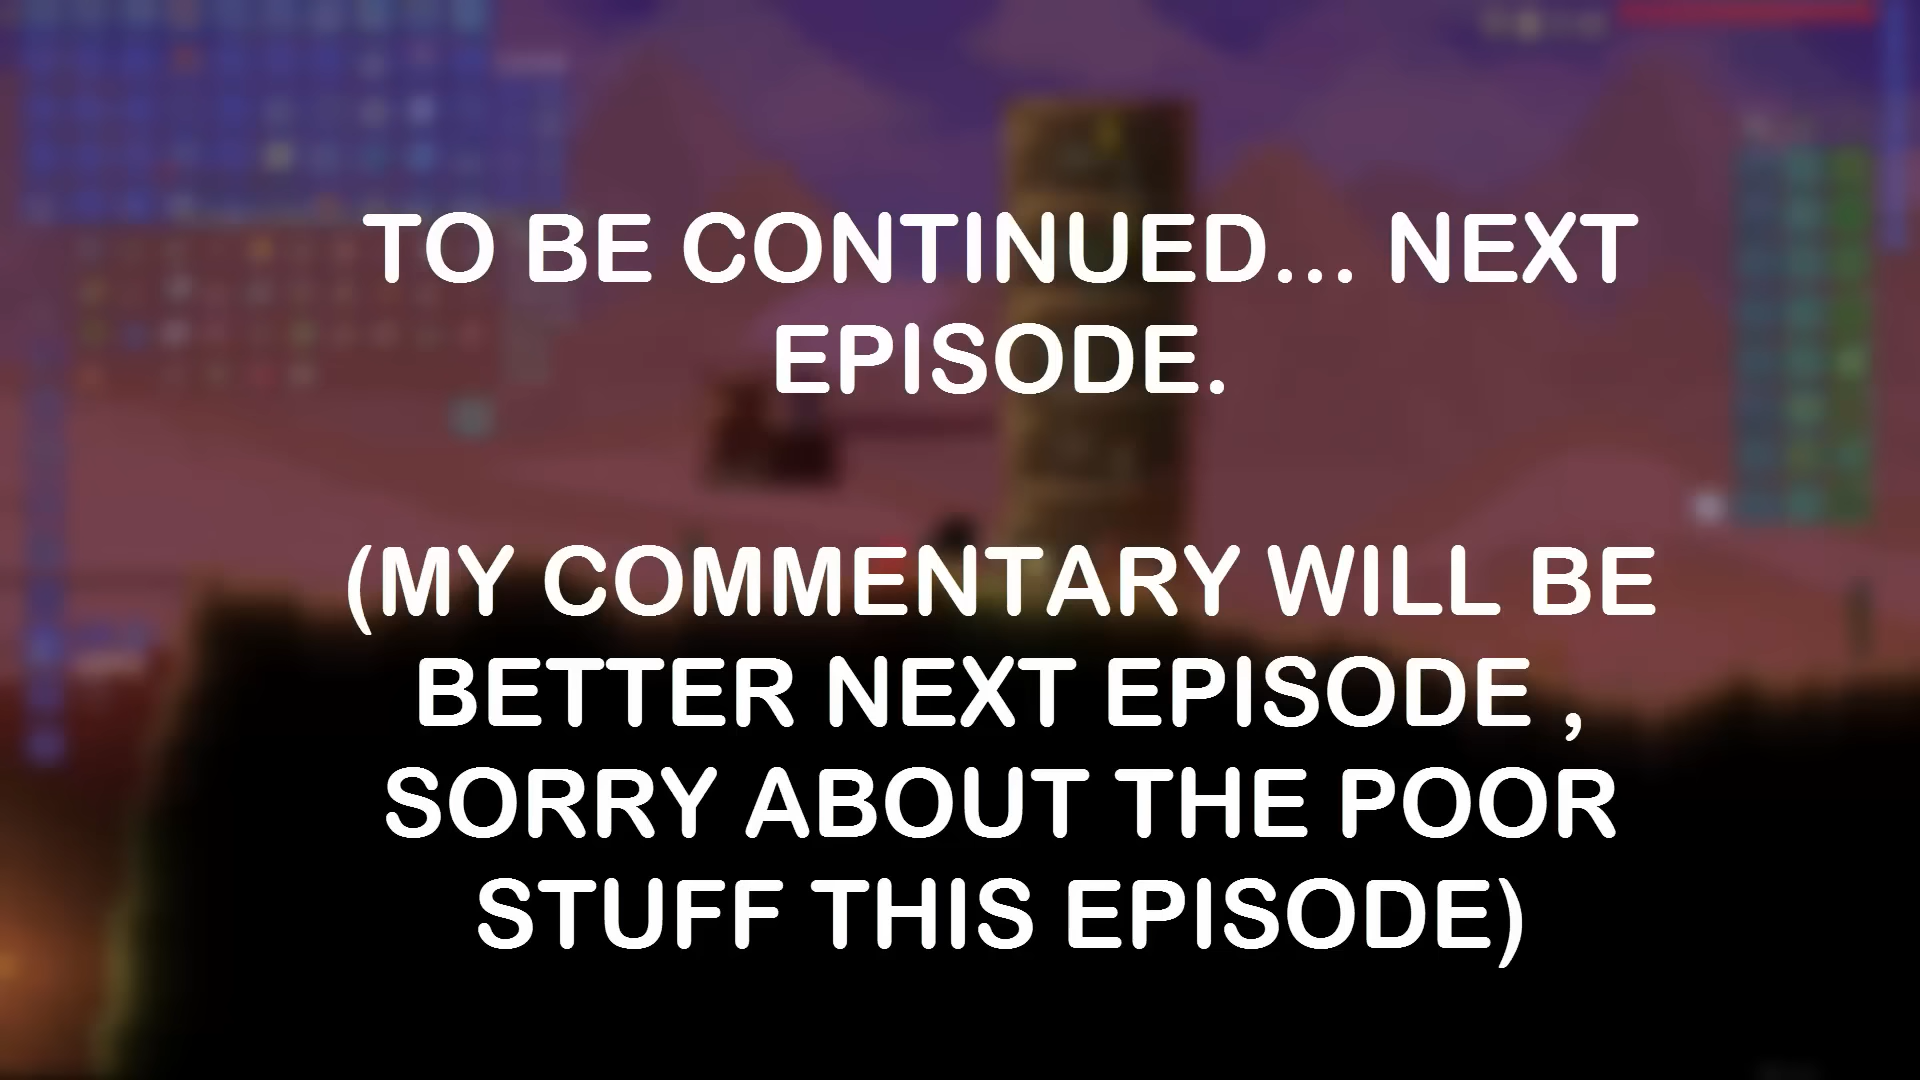 TO BE CONTINUED... NEXT
EPISODE.
(MY COMMENTARY WILL BE
BETTER NEXT EPISODE ,
SORRY ABOUT THE POOR
STUFF THIS EPISODE)